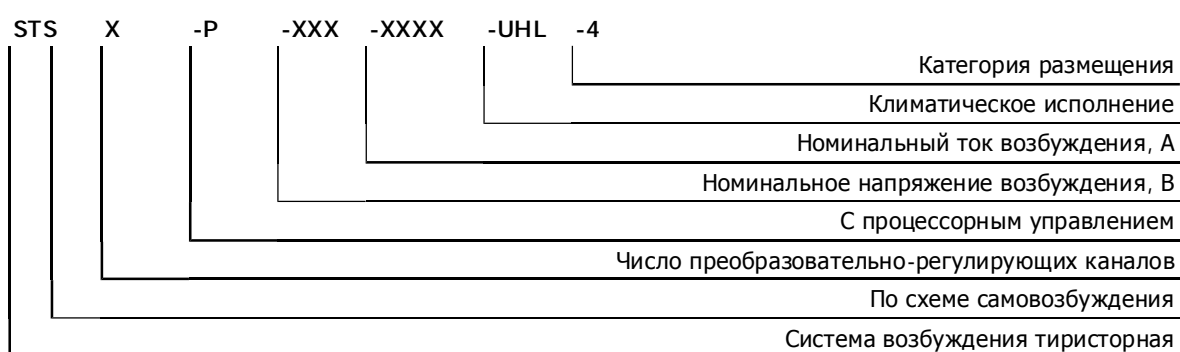 STS X -P -XXX -XXXX -UHL -4
Категория размещения
Климатическое исполнение
Номинальный ток возбуждения, А
Номинальное напряжение возбуждения, В
С процессорным управлением
Число преобразовательно-регулирующих каналов
По схеме самовозбуждения
Система возбуждения тиристорная